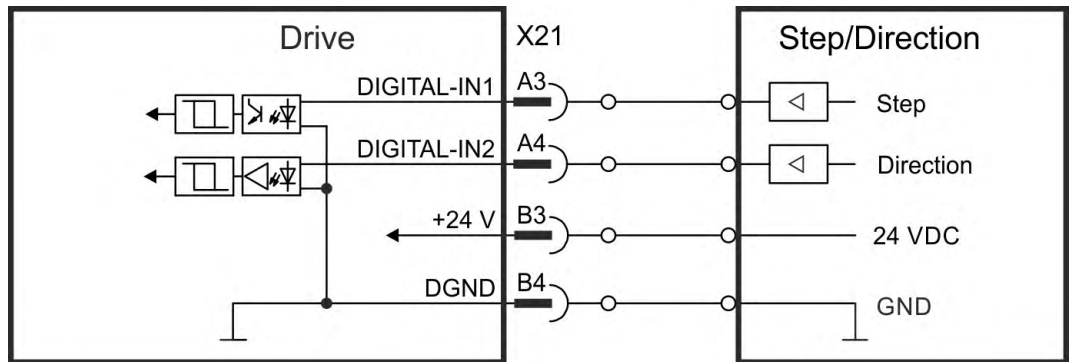 Drive X21 Step/Direction
DIGITAL-IN1 A3 Step
DIGITAL-IN2 A4 Direction
+24 V B3 24 VDC
DGND B4 GND